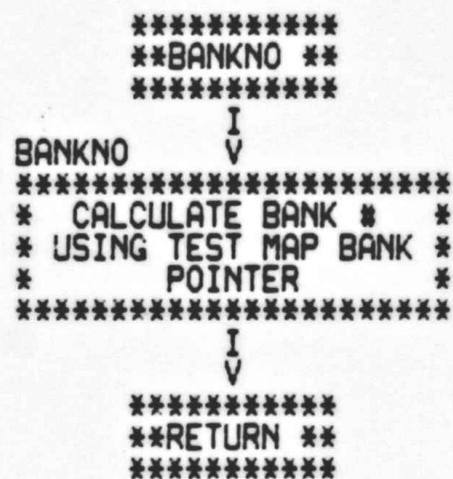 ***********
**BANKNO **
***********
I
V
BANKNO
************************
*  CALCULATE BANK #    *
* USING TEST MAP BANK *
*       POINTER        *
************************
I
V
***********
**RETURN **
***********